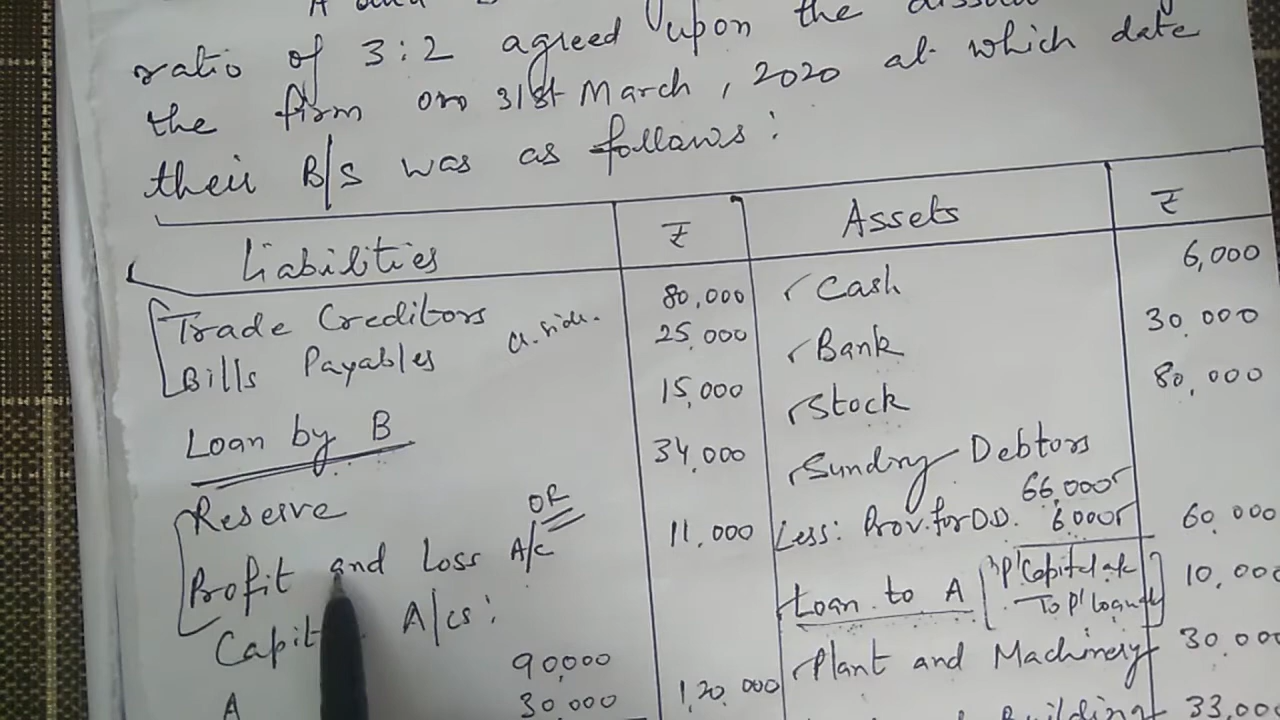 ratio of 3:2 agreed upon the
the firm on 31st March, 2020 at which date
their B/S was as follows:
Liabilities ₹ Assets ₹
Trade Creditors 80,000 Cash 6,000
Bills Payables 25,000 Bank 30,000
Loan by B 15,000 Stock 80,000
Reserve 34,000 Sundry Debtors 66,000
Profit and Loss A/c OR 11,000 Less: Prov. for D.D. 6,000 60,000
Capit A/cs: Loan to A 10,000
A 90,000 Plant and Machinery 30,000
30,000 1,20,000 Building 33,000